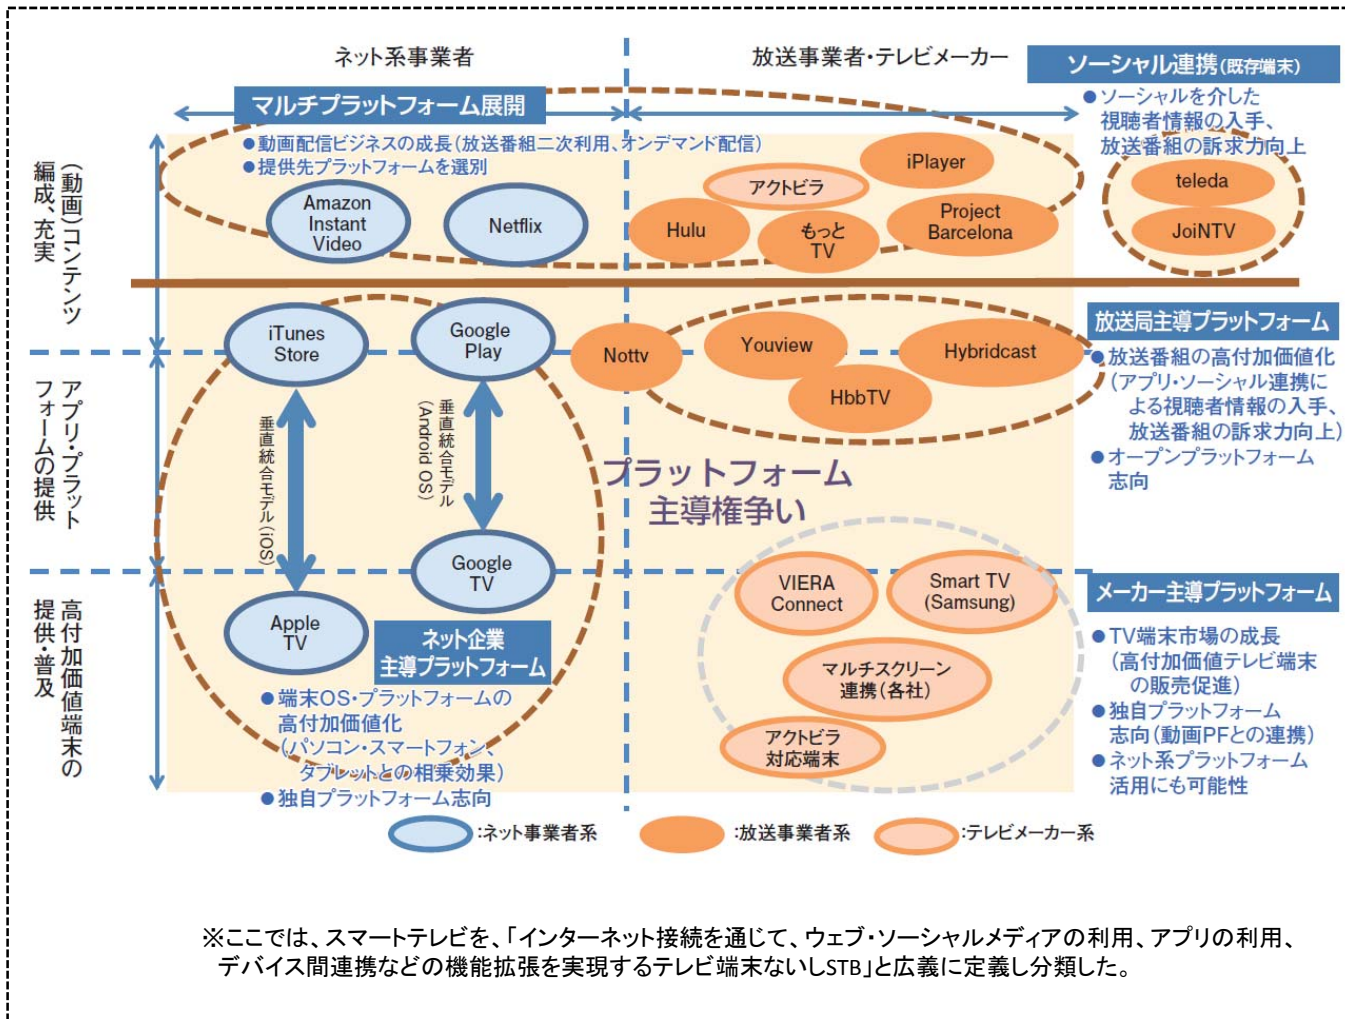 ネット系事業者
放送事業者・テレビメーカー
ソーシャル連携(既存端末)
マルチプラットフォーム展開
●ソーシャルを介した
視聴者情報の入手、
放送番組の訴求力向上
●動画配信ビジネスの成長(放送番組二次利用、オンデマンド配信)
●提供先プラットフォームを選別
(動画)コンテンツ
編成、充実
Amazon
Instant
Video
Netflix
アクトビラ
iPlayer
Hulu
もっと
TV
Project
Barcelona
teleda
JoiNTV
iTunes
Store
Google
Play
Nottv
Youview
HbbTV
Hybridcast
放送局主導プラットフォーム
●放送番組の高付加価値化
(アプリ・ソーシャル連携に
よる視聴者情報の入手、
放送番組の訴求力向上)
●オープンプラットフォーム
志向
アプリ・プラット
フォームの提供
垂直統合モデル(iOS)
垂直統合モデル
(Android OS)
プラットフォーム
主導権争い
Google
TV
Apple
TV
高付加価値端末の
提供・普及
ネット企業
主導プラットフォーム
●端末OS・プラットフォームの
高付加価値化
(パソコン・スマートフォン、
タブレットとの相乗効果)
●独自プラットフォーム志向
VIERA
Connect
Smart TV
(Samsung)
マルチスクリーン
連携(各社)
アクトビラ
対応端末
メーカー主導プラットフォーム
●TV端末市場の成長
(高付加価値テレビ端末
の販売促進)
●独自プラットフォーム
志向(動画PFとの連携)
●ネット系プラットフォーム
活用にも可能性
:ネット事業者系
:放送事業者系
:テレビメーカー系
※ここでは、スマートテレビを、「インターネット接続を通じて、ウェブ・ソーシャルメディアの利用、アプリの利用、
デバイス間連携などの機能拡張を実現するテレビ端末ないしSTB」と広義に定義し分類した。